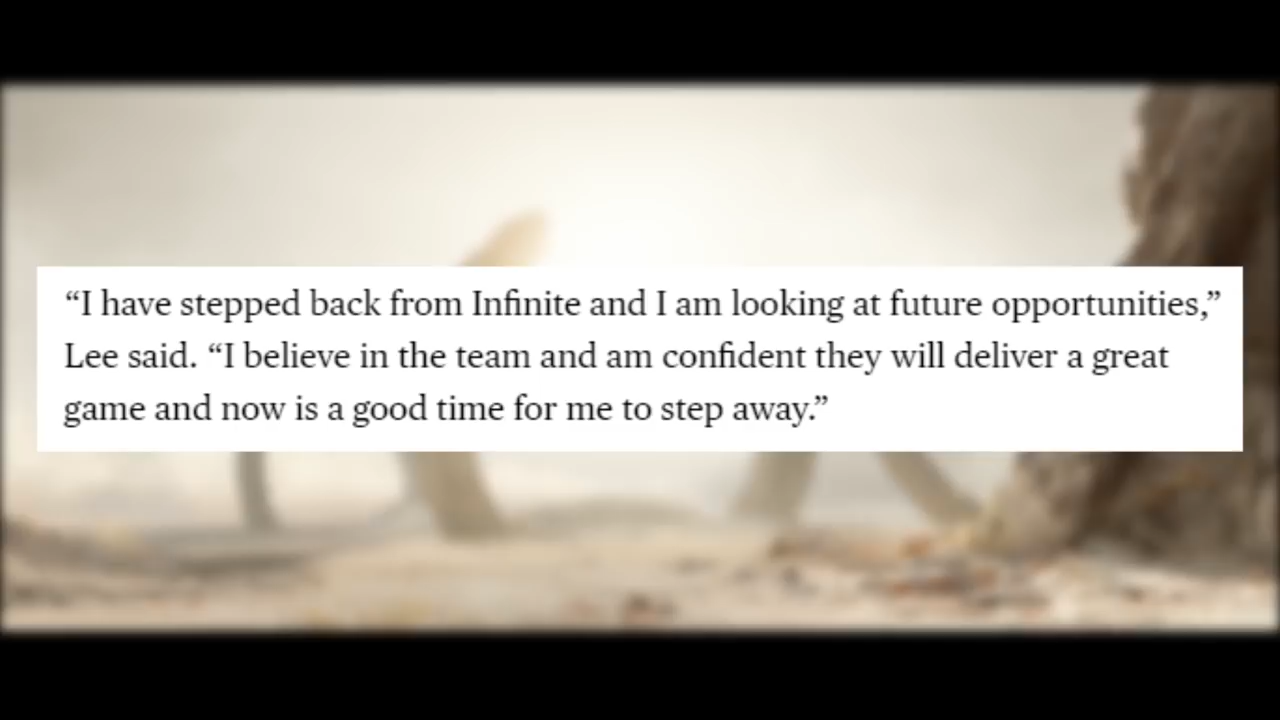 “I have stepped back from Infinite and I am looking at future opportunities,”
Lee said. “I believe in the team and am confident they will deliver a great
game and now is a good time for me to step away.”